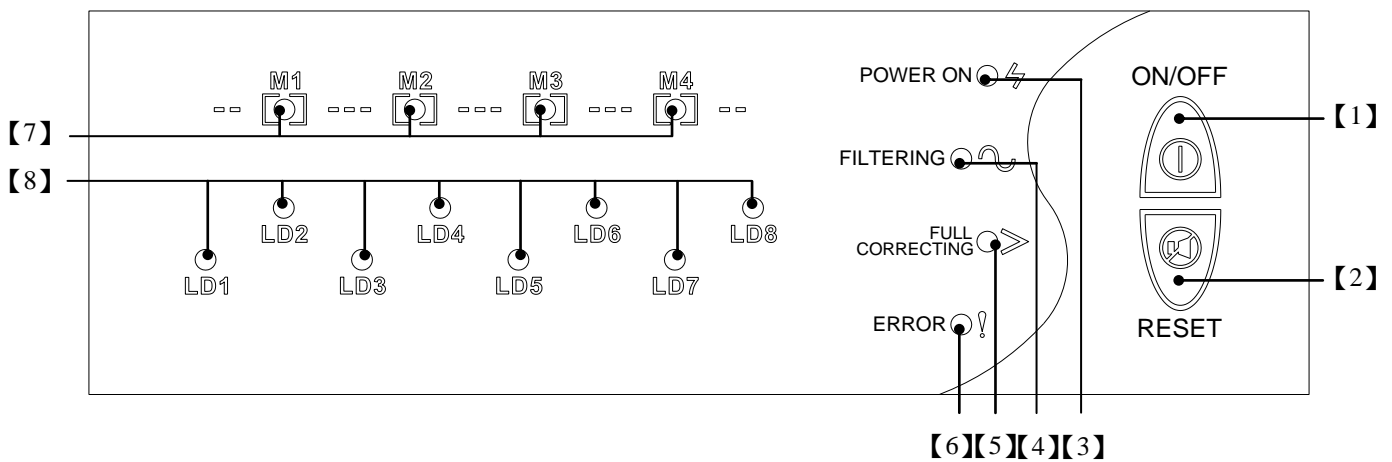 M1 M2 M3 M4
POWER ON
ON/OFF
【1】
【7】
FILTERING
【8】
LD2 LD4 LD6 LD8
FULL
CORRECTING
LD1 LD3 LD5 LD7
【2】
ERROR
RESET
【6】【5】【4】【3】